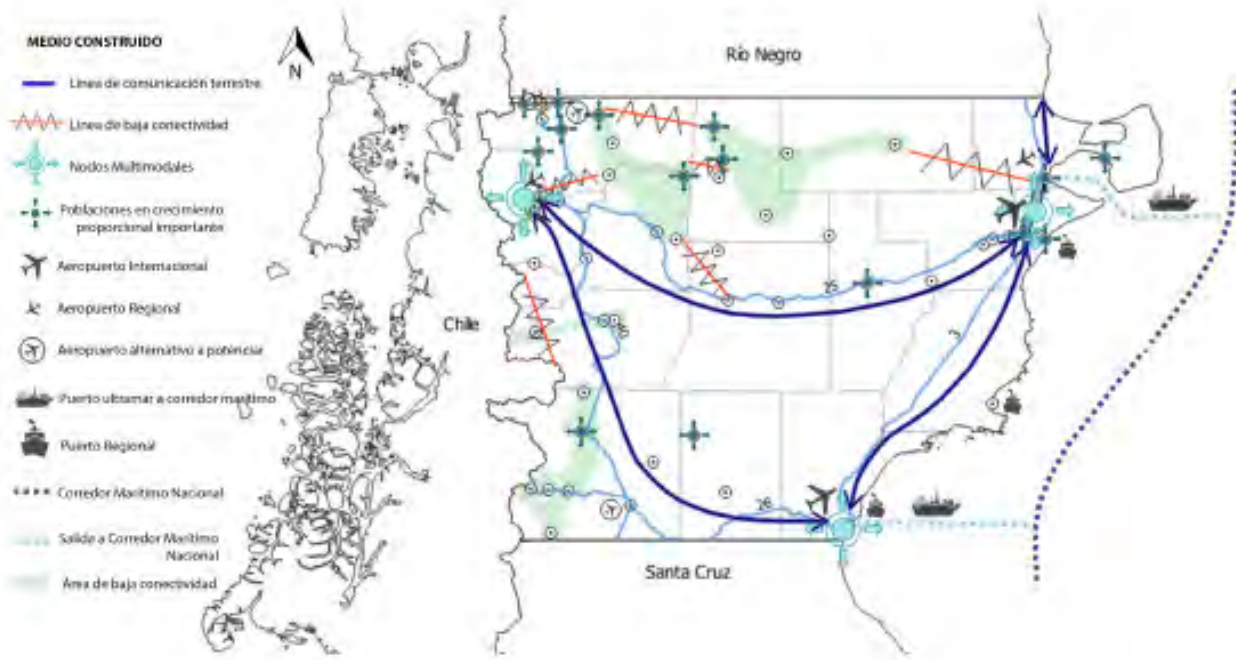 MEDIO CONSTRUIDO
Línea de comunicación terrestre
Línea de baja conectividad
Nodos Multimodales
Poblaciones en crecimiento
proporcional importante
Aeropuerto Internacional
Aeropuerto Regional
Aeropuerto alternativo a potenciar
Puerto ultramar a corredor marítimo
Puerto Regional
Corredor Marítimo Nacional
Salida a Corredor Marítimo
Nacional
Área de baja conectividad
N
Río Negro
Chile
25
3
26
Santa Cruz